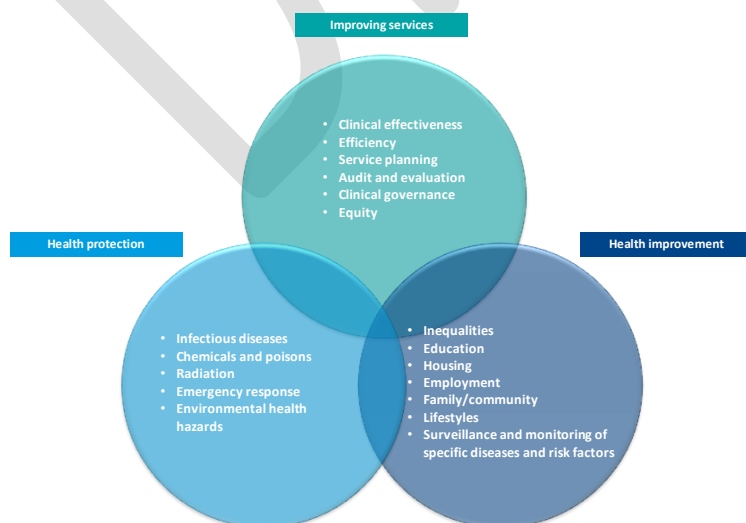 Improving services
• Clinical effectiveness
• Efficiency
• Service planning
• Audit and evaluation
• Clinical governance
• Equity
Health protection
Health improvement
• Infectious diseases
• Chemicals and poisons
• Radiation
• Emergency response
• Environmental health
hazards
• Inequalities
• Education
• Housing
• Employment
• Family/community
• Lifestyles
• Surveillance and monitoring of
specific diseases and risk factors